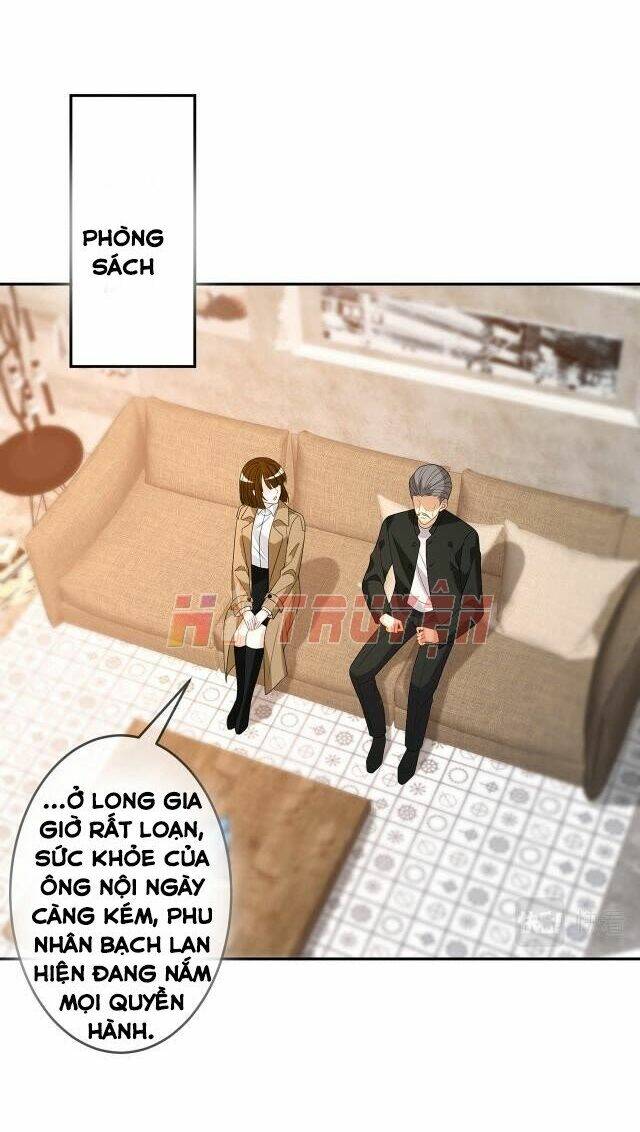 PHÒNG
SÁCH
H TRUYỆN
...Ở LONG GIA
GIỜ RẤT LOẠN,
SỨC KHỎE CỦA
ÔNG NỘI NGÀY
CÀNG KÉM, PHU
NHÂN BẠCH LAN
HIỆN ĐANG NẮM
MỌI QUYỀN
HÀNH.